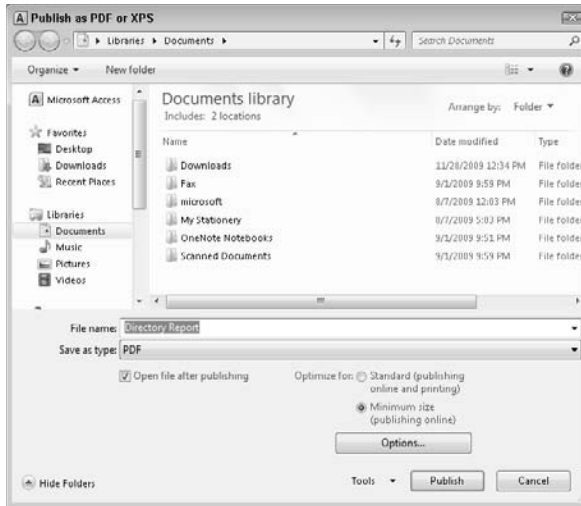 Publish as PDF or XPS
Libraries Documents
Search Documents
Organize New folder
Microsoft Access
Favorites
Desktop
Downloads
Recent Places
Libraries
Documents
Music
Pictures
Videos
Documents library
Includes: 2 locations
Arrange by: Folder
Name Date modified Type
Downloads 11/28/2009 12:34 PM File folde
Fax 9/1/2009 9:59 PM File folde
microsoft 8/7/2009 12:03 PM File folde
My Stationery 8/7/2009 5:03 PM File folde
OneNote Notebooks 9/1/2009 9:51 PM File folde
Scanned Documents 9/1/2009 9:59 PM File folde
File name: Directory Report
Save as type: PDF
Open file after publishing
Optimize for: Standard (publishing
online and printing)
Minimum size
(publishing online)
Options...
Hide Folders
Tools Publish Cancel